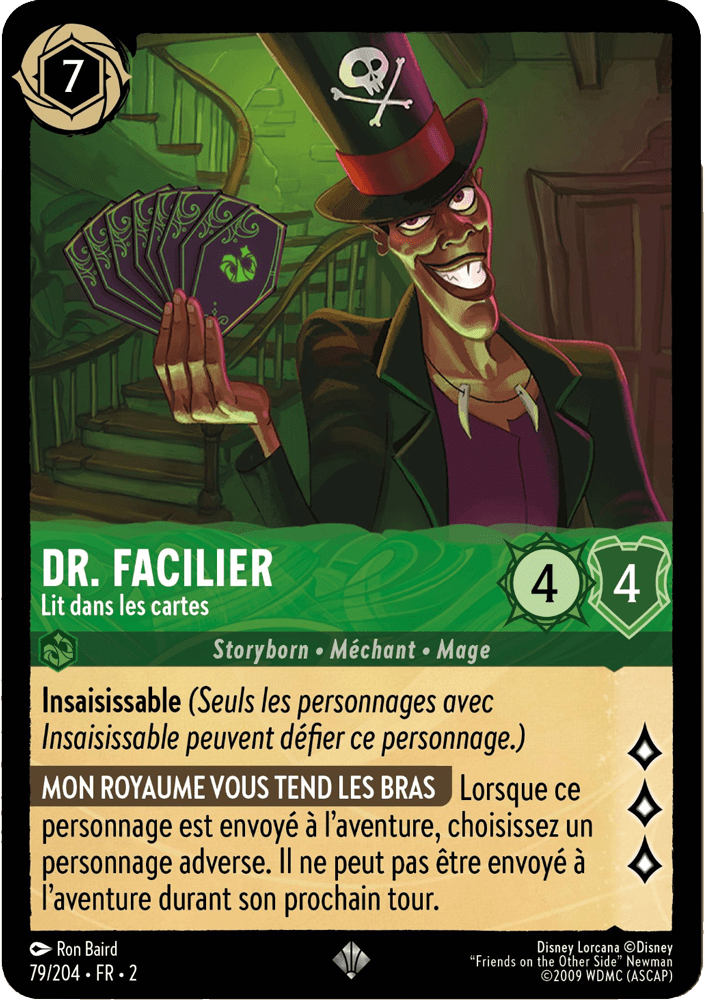 7
DR. FACILIER
Lit dans les cartes
4
4
Storyborn • Méchant • Mage
Insaisissable (Seuls les personnages avec
Insaisissable peuvent défier ce personnage.)
MON ROYAUME VOUS TEND LES BRAS Lorsque ce
personnage est envoyé à l’aventure, choisissez un
personnage adverse. Il ne peut pas être envoyé à
l’aventure durant son prochain tour.
Ron Baird
79/204 • FR • 2
Disney Lorcana ©Disney
“Friends on the Other Side” Newman
©2009 WDMC (ASCAP)